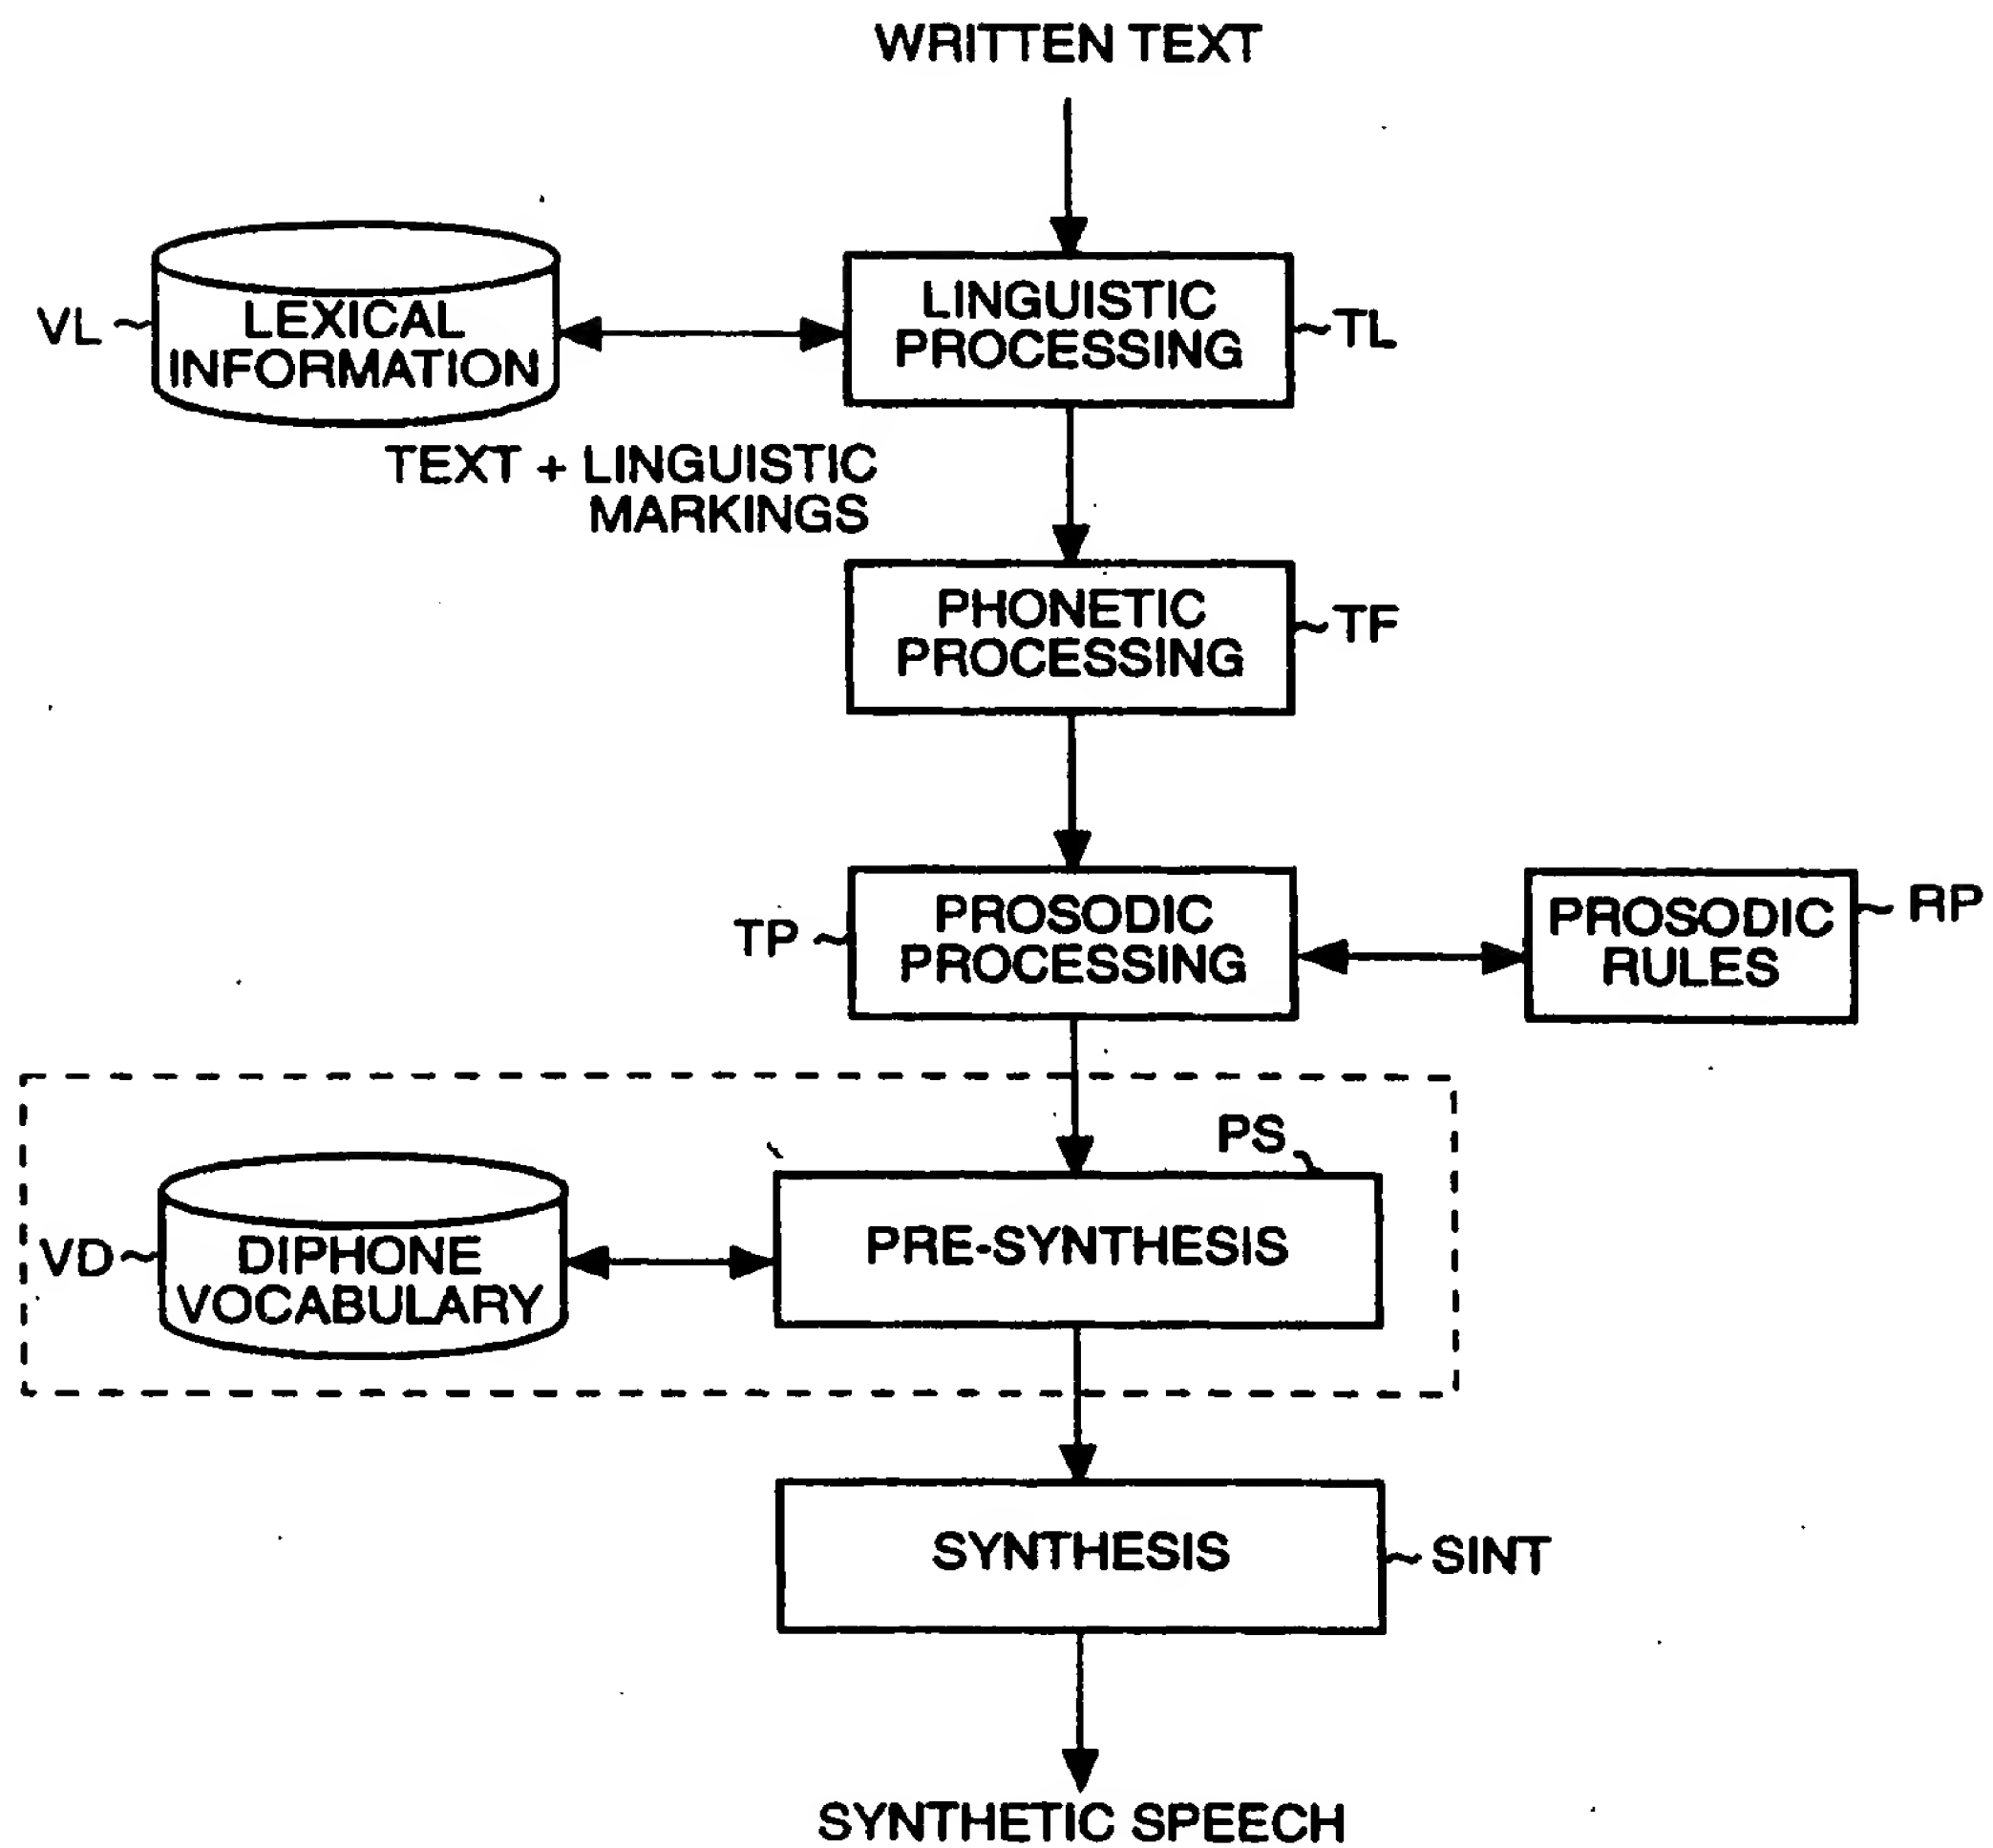 WRITTEN TEXT
VL
LEXICAL
INFORMATION
LINGUISTIC
PROCESSING
TL
TEXT + LINGUISTIC
MARKINGS
PHONETIC
PROCESSING
TF
TP
PROSODIC
PROCESSING
PROSODIC
RULES
RP
PS
VD
DIPHONE
VOCABULARY
PRE-SYNTHESIS
SYNTHESIS
SINT
SYNTHETIC SPEECH